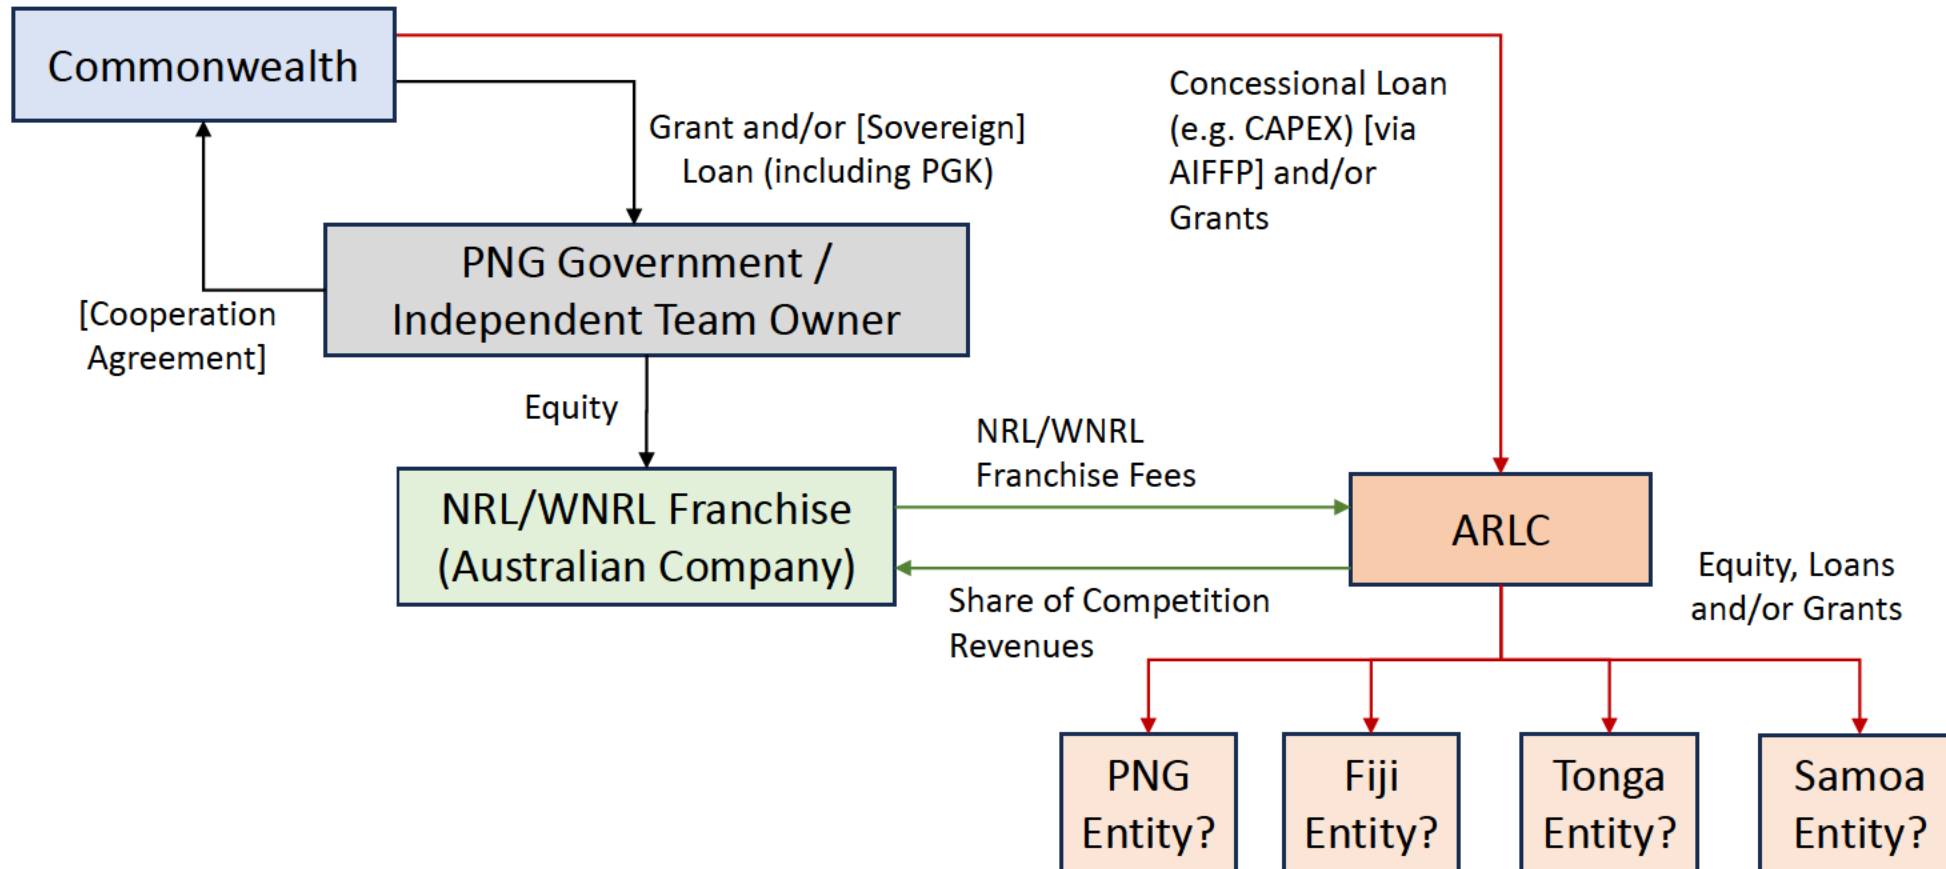 Commonwealth
Concessional Loan
(e.g. CAPEX) [via
AIFFP] and/or
Grants
Grant and/or [Sovereign]
Loan (including PGK)
PNG Government /
Independent Team Owner
[Cooperation
Agreement]
Equity
NRL/WNRL
Franchise Fees
NRL/WNRL Franchise
(Australian Company)
ARLC
Share of Competition
Revenues
Equity, Loans
and/or Grants
PNG
Entity?
Fiji
Entity?
Tonga
Entity?
Samoa
Entity?